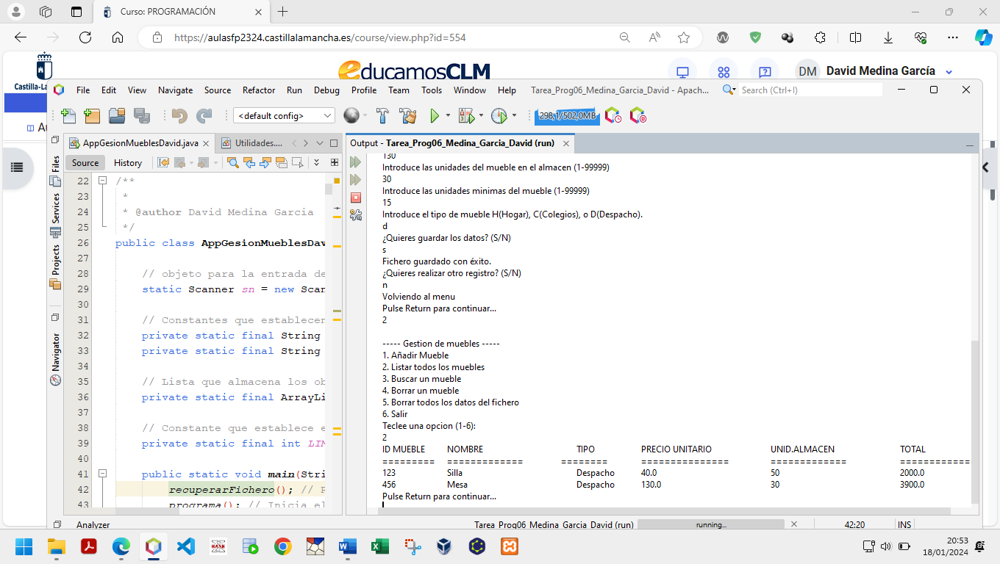 Curso: PROGRAMACIÓN
https://aulasfp2324.castillalamancha.es/course/view.php?id=554
Castilla-La
educamosCLM
DM David Medina García
File Edit View Navigate Source Refactor Run Debug Profile Team Tools Window Help Tarea_Prog06_Medina_Garcia_David - Apach... Search (Ctrl+I)
<default config> 298,1/502,0MB
AppGesionMueblesDavid.java Utilidades....
Source History
Files
Services
Projects
Navigator
22 /**
23 *
24 * @author David Medina Garcia
25 */
26 public class AppGesionMueblesDav
27
28 // objeto para la entrada de
29 static Scanner sn = new Scan
30
31 // Constantes que establecer
32 private static final String
33 private static final String
34
35 // Lista que almacena los ob
36 private static final ArrayLi
37
38 // Constante que establece e
39 private static final int LIM
40
41 public static void main(Stri
42 recuperarFichero(); // R
43 programa(); // Inicia el
Output - Tarea_Prog06_Medina_Garcia_David (run)
130
Introduce las unidades del mueble en el almacen (1-99999)
30
Introduce las unidades minimas del mueble (1-99999)
15
Introduce el tipo de mueble H(Hogar), C(Colegios), o D(Despacho).
d
¿Quieres guardar los datos? (S/N)
s
Fichero guardado con éxito.
¿Quieres realizar otro registro? (S/N)
n
Volviendo al menu
Pulse Return para continuar...
2
----- Gestion de muebles -----
1. Añadir Mueble
2. Listar todos los muebles
3. Buscar un mueble
4. Borrar un mueble
5. Borrar todos los datos del fichero
6. Salir
Teclee una opcion (1-6):
2
ID MUEBLE NOMBRE TIPO PRECIO UNITARIO UNID.ALMACEN TOTAL
========= ============= ======== =============== ============= =============
123 Silla Despacho 40.0 50 2000.0
456 Mesa Despacho 130.0 30 3900.0
Pulse Return para continuar...
Analyzer Tarea_Prog06_Medina_Garcia_David (run) running... 42:20 INS
20:53
18/01/2024